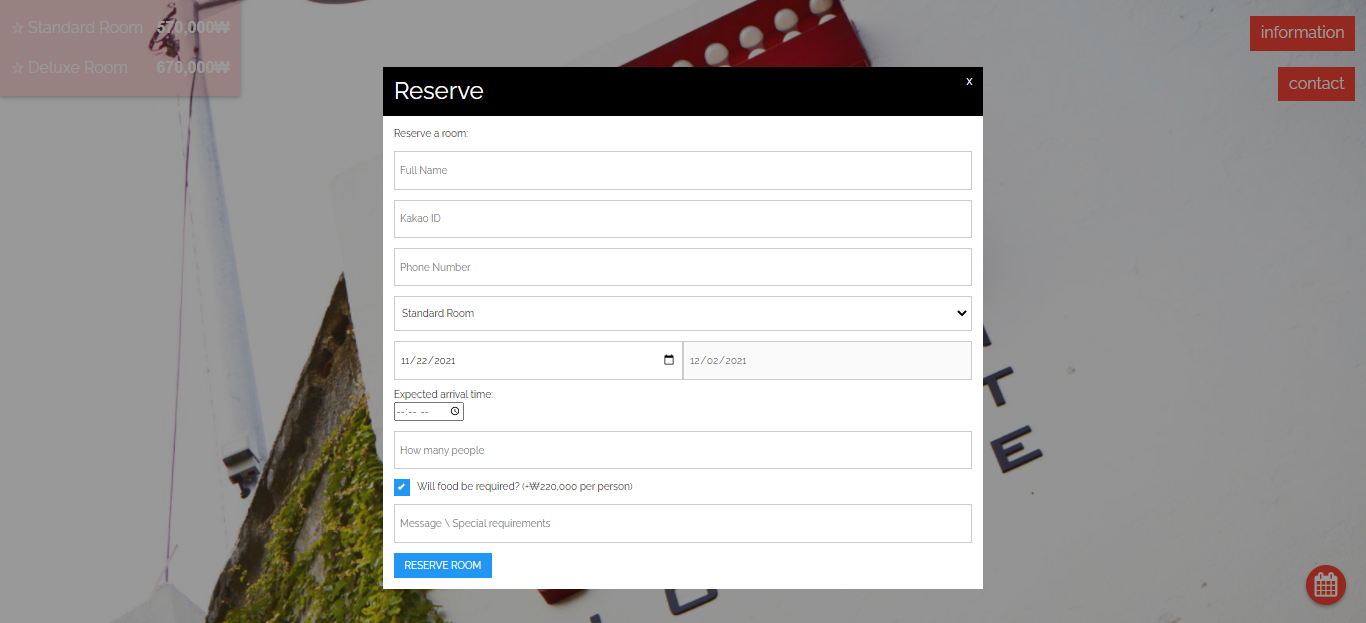 ☆ Standard Room 570,000₩
☆ Deluxe Room 670,000₩
information
contact
Reserve
x
Reserve a room:
Full Name
Kakao ID
Phone Number
Standard Room
11/22/2021 12/02/2021
Expected arrival time:
--:-- --
How many people
Will food be required? (+₩220,000 per person)
Message \ Special requirements
RESERVE ROOM
T
E